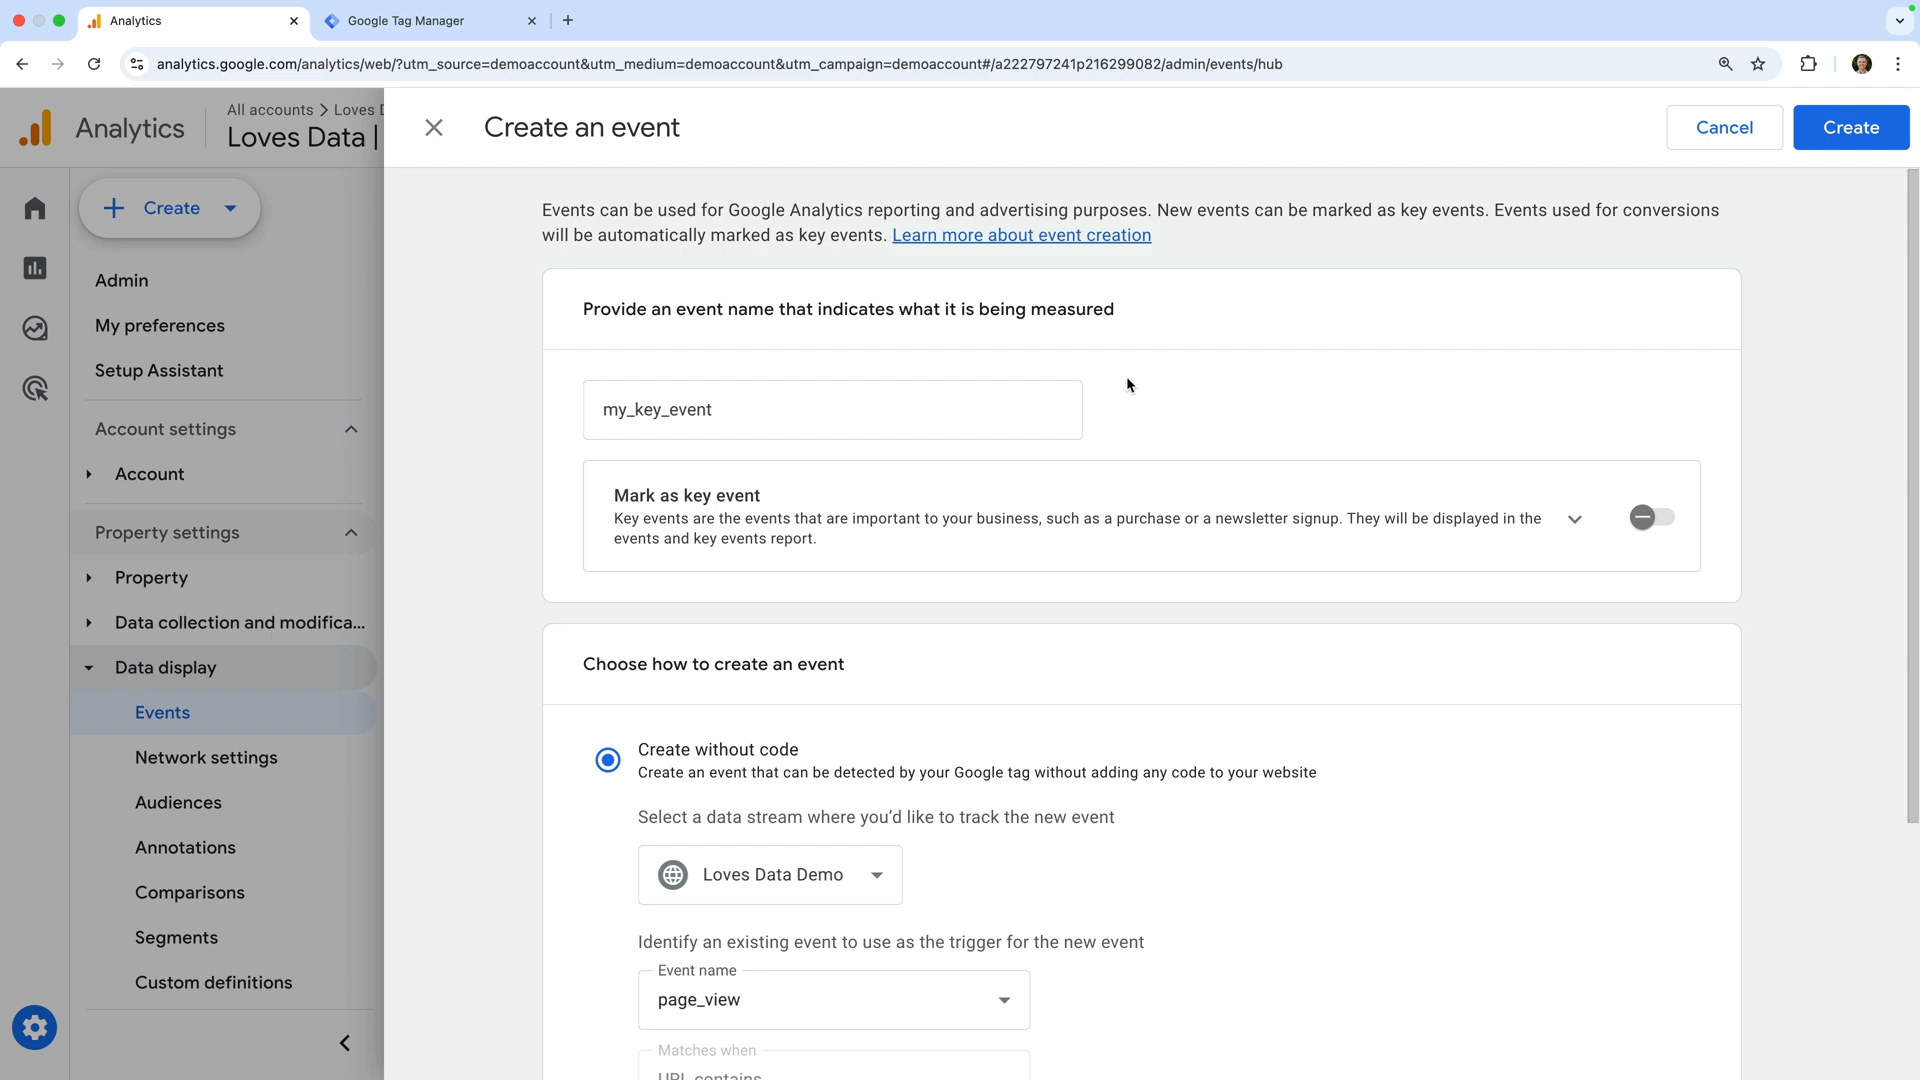 Analytics
Google Tag Manager
analytics.google.com/analytics/web/?utm_source=demoaccount&utm_medium=demoaccount&utm_campaign=demoaccount#/a222797241p216299082/admin/events/hub
Analytics
All accounts > Loves D
Loves Data |
Create an event
Cancel
Create
Create
Admin
My preferences
Setup Assistant
Account settings
Account
Property settings
Property
Data collection and modifica...
Data display
Events
Network settings
Audiences
Annotations
Comparisons
Segments
Custom definitions
Events can be used for Google Analytics reporting and advertising purposes. New events can be marked as key events. Events used for conversions
will be automatically marked as key events. Learn more about event creation
Provide an event name that indicates what it is being measured
my_key_event
Mark as key event
Key events are the events that are important to your business, such as a purchase or a newsletter signup. They will be displayed in the
events and key events report.
Choose how to create an event
Create without code
Create an event that can be detected by your Google tag without adding any code to your website
Select a data stream where you’d like to track the new event
Loves Data Demo
Identify an existing event to use as the trigger for the new event
Event name
page_view
Matches when
URL contains